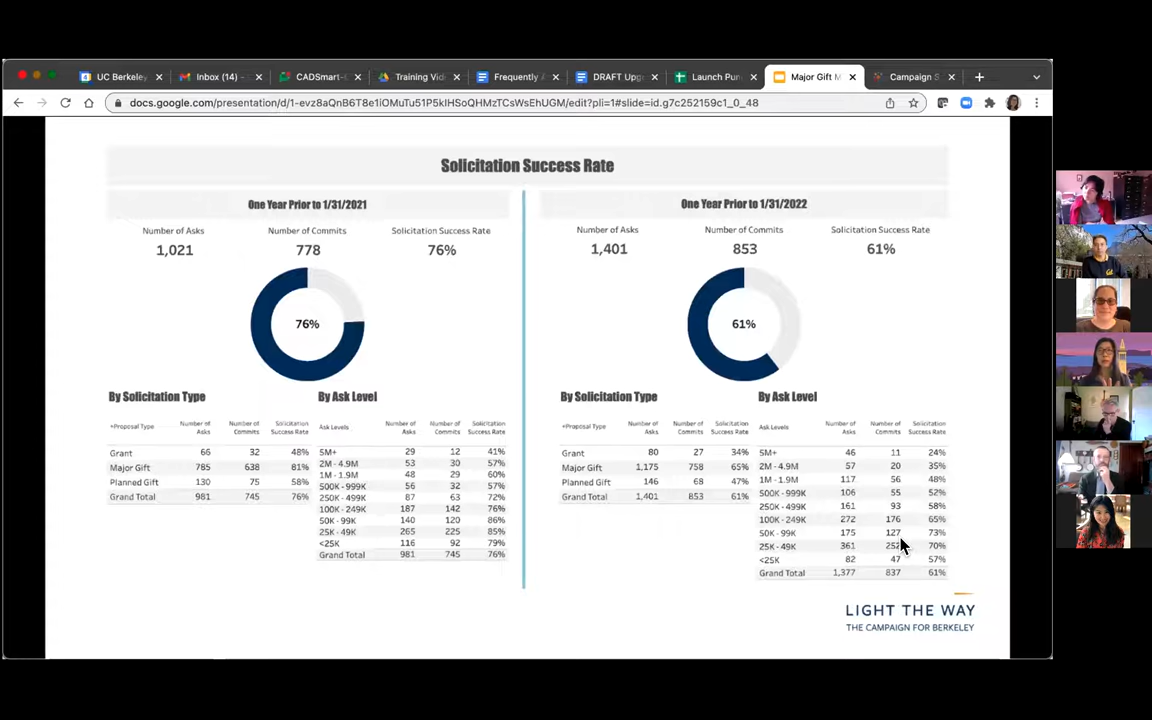 UC Berkeley
Inbox (14) -
CADSmart-
Training Vid
Frequently A
DRAFT Upg
Launch Pun
Major Gift M
Campaign S
docs.google.com/presentation/d/1-evz8aQnB6T8e1iOMuTu51P5kIHSoQHMzTCsWsEhUGM/edit?pli=1#slide=id.g7c252159c1_0_48
Solicitation Success Rate
One Year Prior to 1/31/2021
Number of Asks Number of Commits Solicitation Success Rate
1,021 778 76%
76%
By Solicitation Type
+Proposal Type Number of Asks Number of Commits Solicitation Success Rate
Grant 66 32 48%
Major Gift 785 638 81%
Planned Gift 130 75 58%
Grand Total 981 745 76%
By Ask Level
Ask Levels Number of Asks Number of Commits Solicitation Success Rate
5M+ 29 12 41%
2M - 4.9M 53 30 57%
1M - 1.9M 48 29 60%
500K - 999K 56 32 57%
250K - 499K 87 63 72%
100K - 249K 187 142 76%
50K - 99K 140 120 86%
25K - 49K 265 225 85%
<25K 116 92 79%
Grand Total 981 745 76%
One Year Prior to 1/31/2022
Number of Asks Number of Commits Solicitation Success Rate
1,401 853 61%
61%
By Solicitation Type
+Proposal Type Number of Asks Number of Commits Solicitation Success Rate
Grant 80 27 34%
Major Gift 1,175 758 65%
Planned Gift 146 68 47%
Grand Total 1,401 853 61%
By Ask Level
Ask Levels Number of Asks Number of Commits Solicitation Success Rate
5M+ 46 11 24%
2M - 4.9M 57 20 35%
1M - 1.9M 117 56 48%
500K - 999K 106 55 52%
250K - 499K 161 93 58%
100K - 249K 272 176 65%
50K - 99K 175 127 73%
25K - 49K 361 252 70%
<25K 82 47 57%
Grand Total 1,377 837 61%
LIGHT THE WAY
THE CAMPAIGN FOR BERKELEY